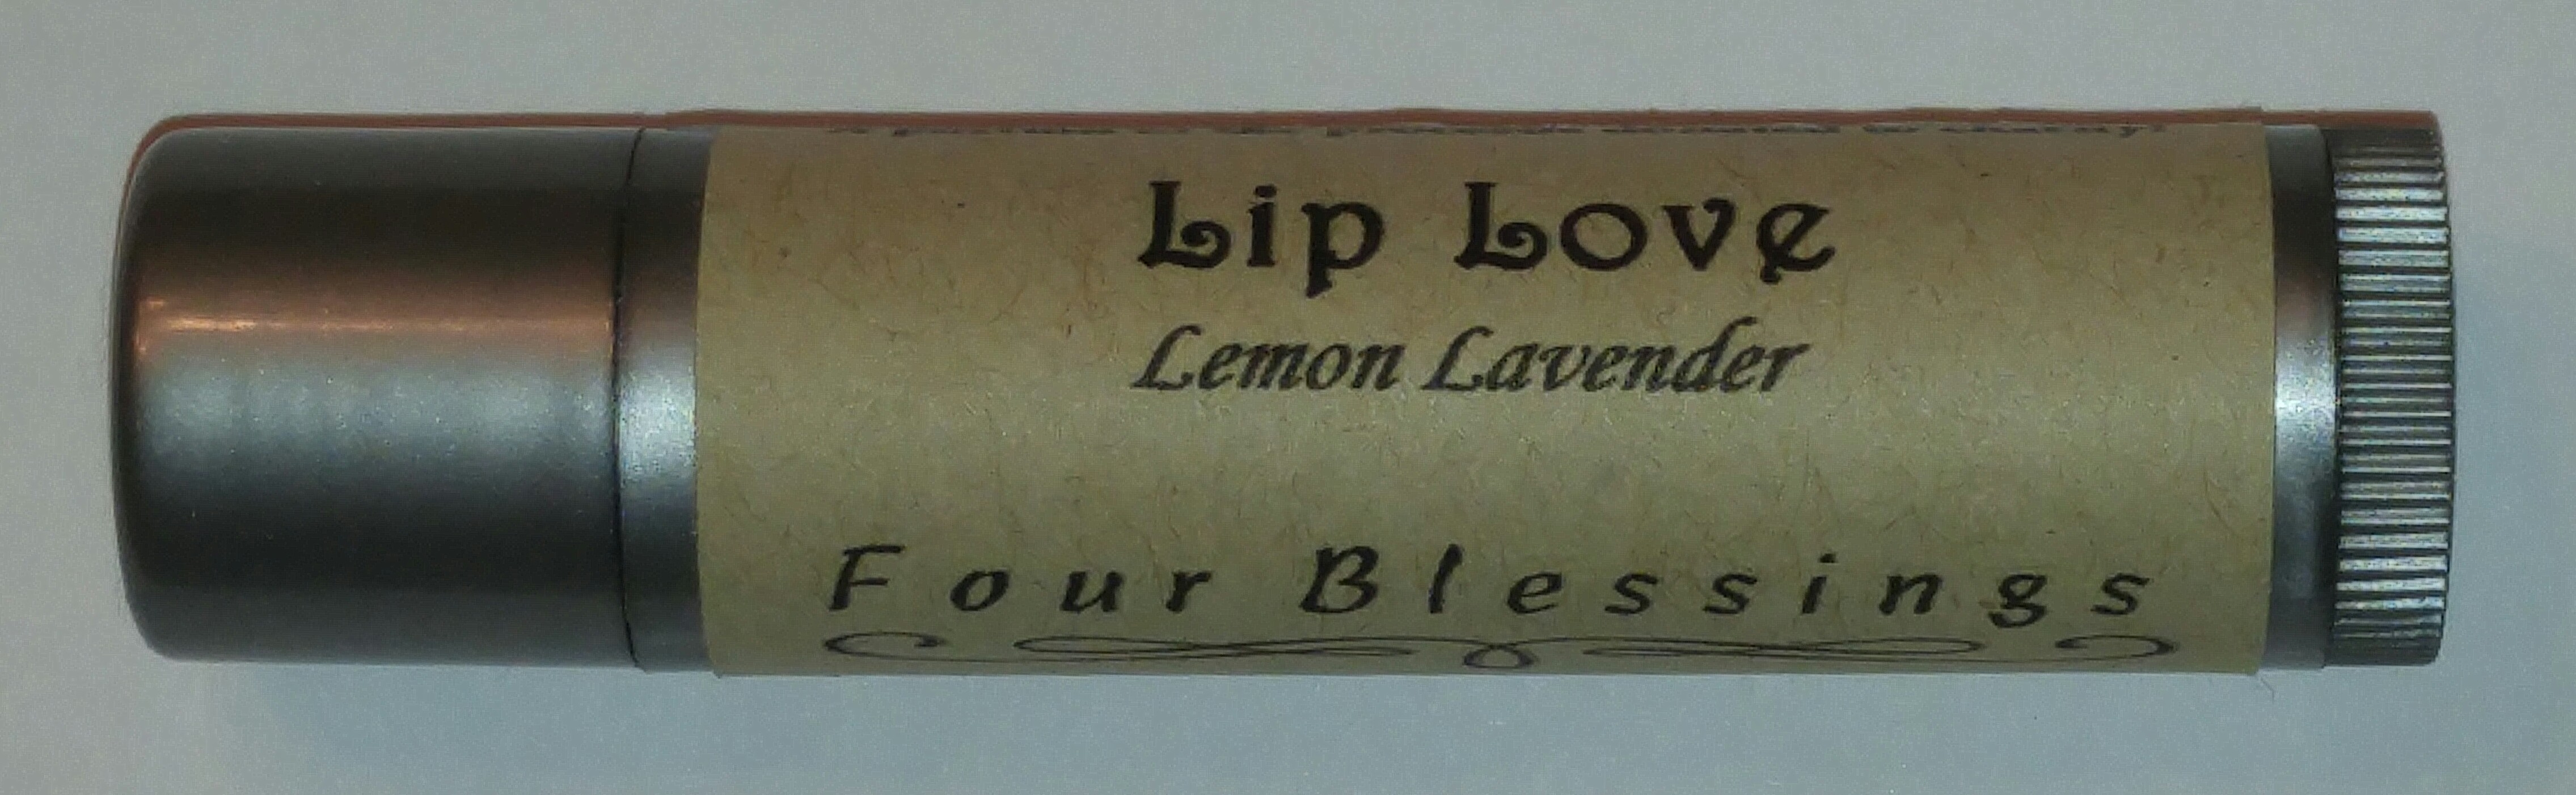 Lip Love
Lemon Lavender
Four Blessings